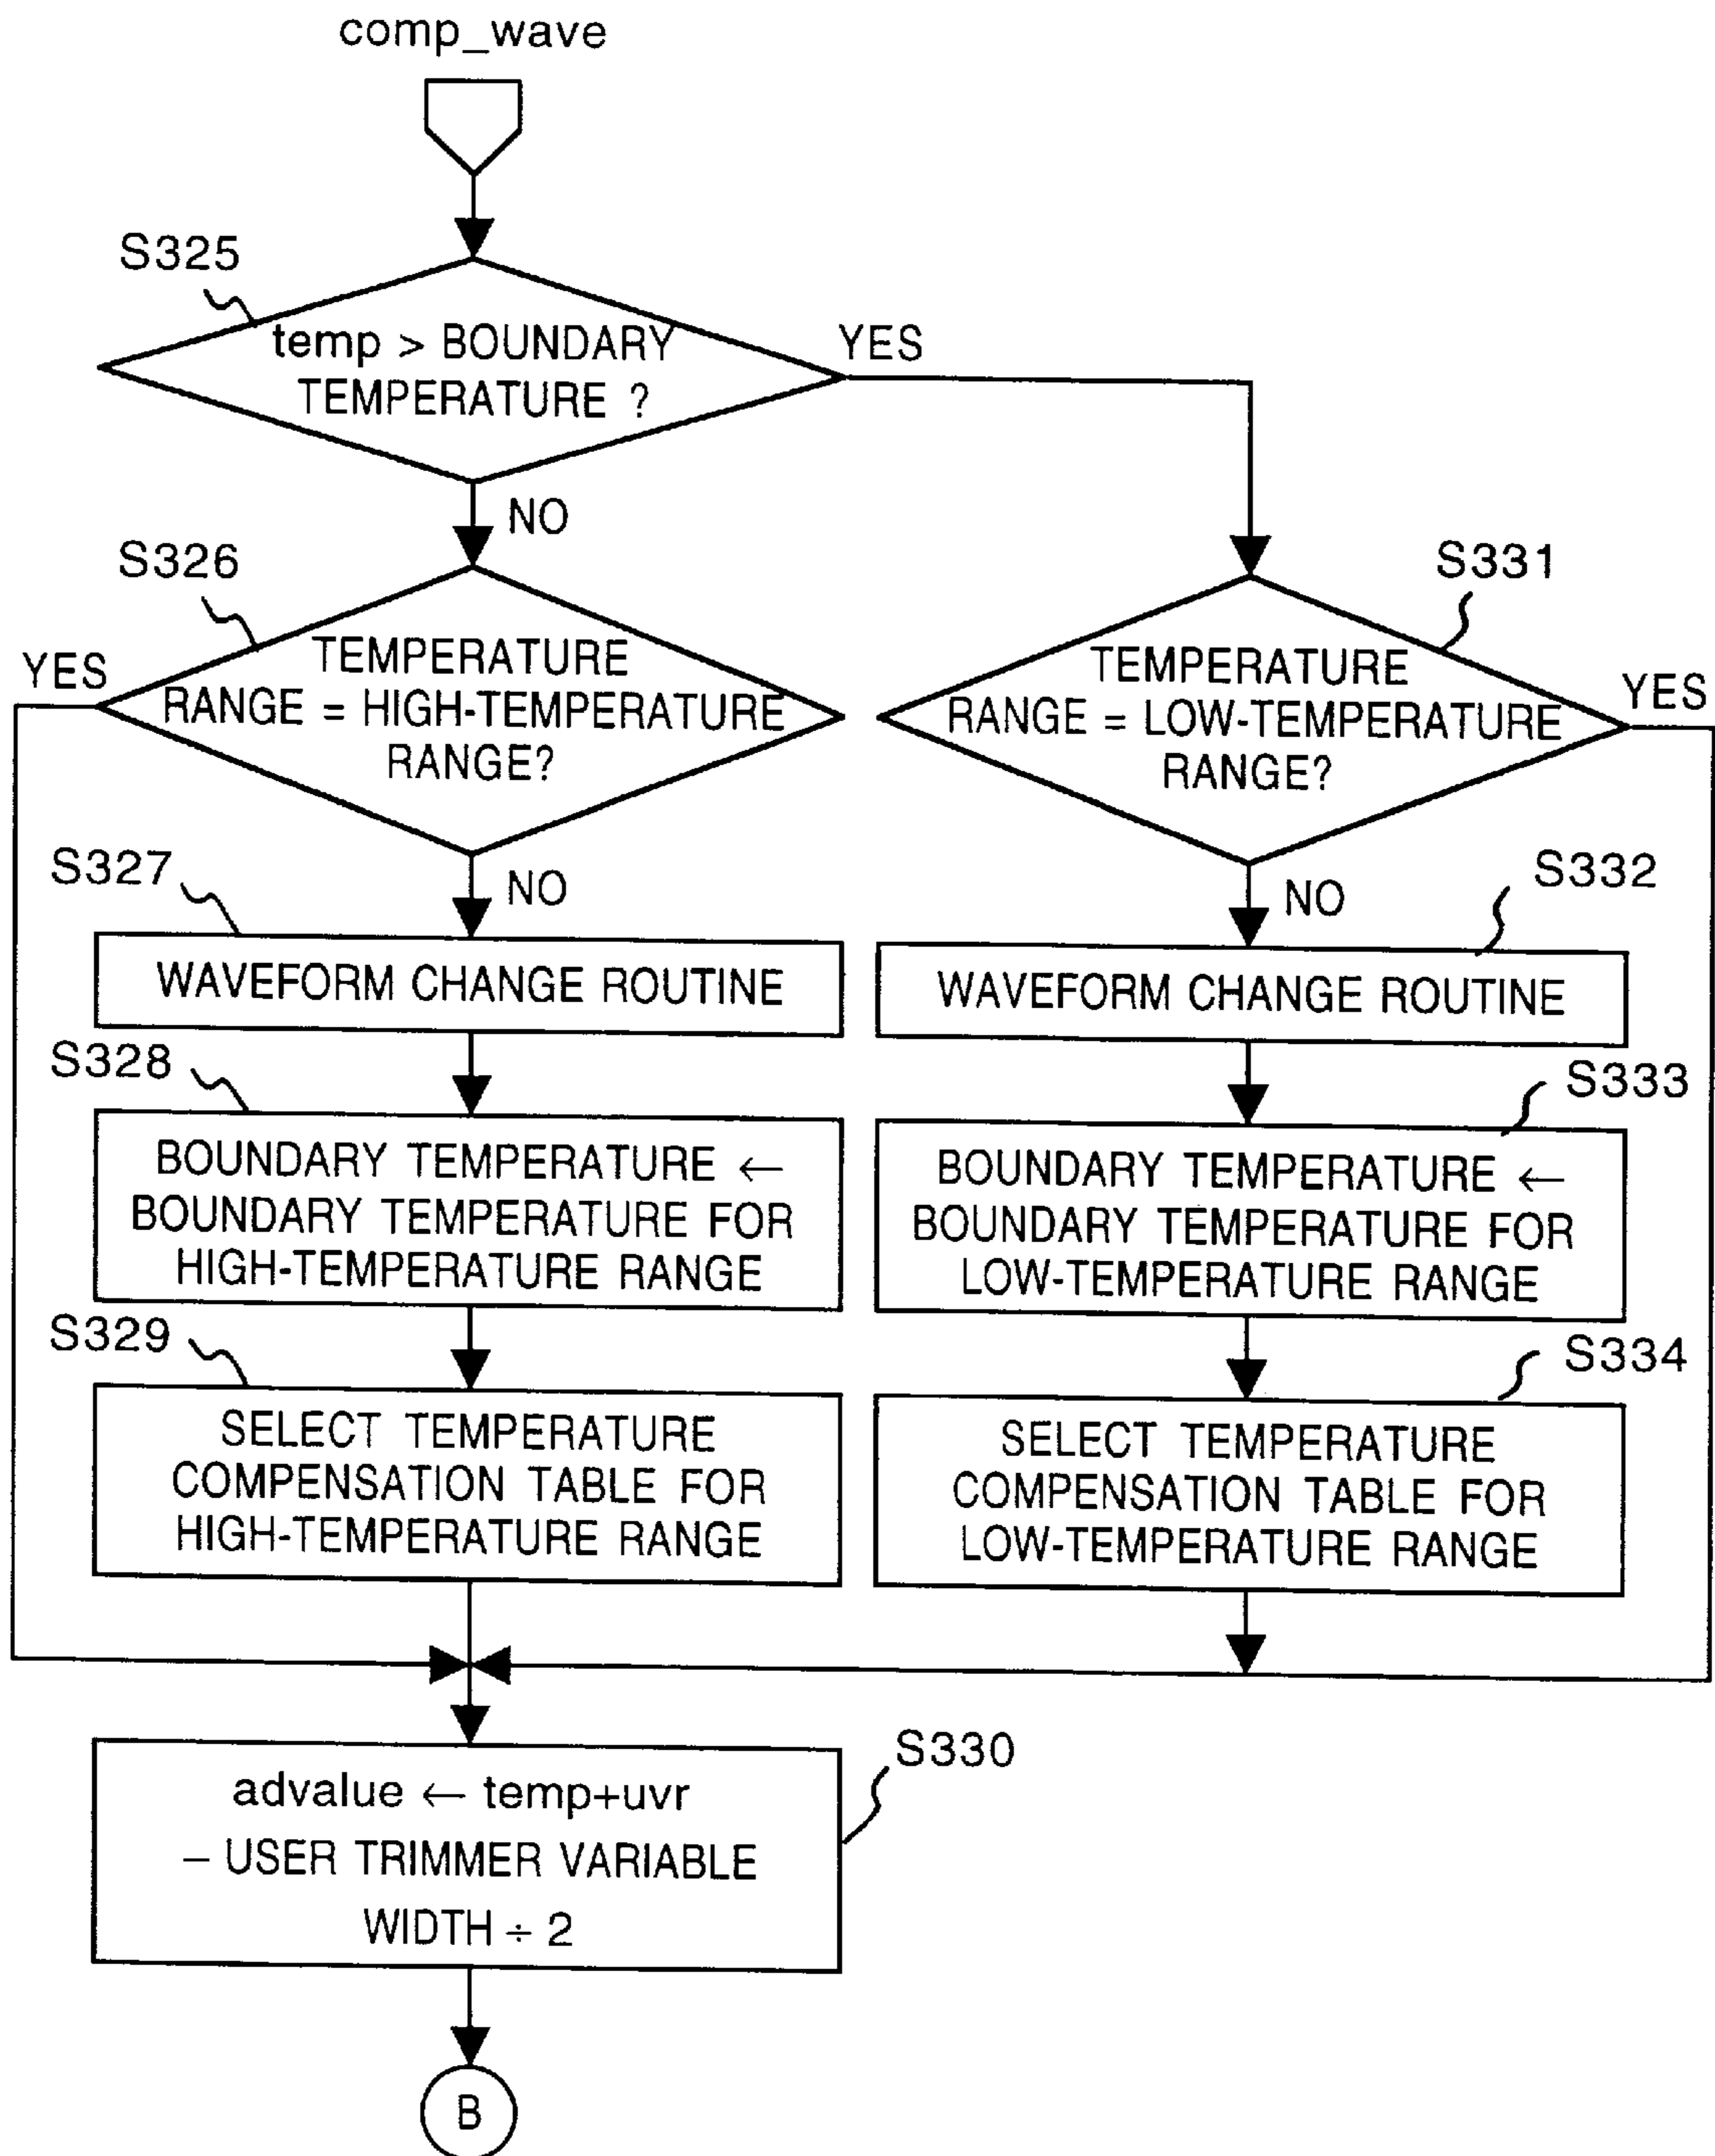 comp_wave
S325
temp > BOUNDARY
TEMPERATURE ?
YES
NO
S326
YES
TEMPERATURE
RANGE = HIGH-TEMPERATURE
RANGE?
NO
S331
TEMPERATURE
RANGE = LOW-TEMPERATURE
RANGE?
YES
NO
S327
WAVEFORM CHANGE ROUTINE
S332
WAVEFORM CHANGE ROUTINE
S328
BOUNDARY TEMPERATURE ←
BOUNDARY TEMPERATURE FOR
HIGH-TEMPERATURE RANGE
S333
BOUNDARY TEMPERATURE ←
BOUNDARY TEMPERATURE FOR
LOW-TEMPERATURE RANGE
S329
SELECT TEMPERATURE
COMPENSATION TABLE FOR
HIGH-TEMPERATURE RANGE
S334
SELECT TEMPERATURE
COMPENSATION TABLE FOR
LOW-TEMPERATURE RANGE
S330
advalue ← temp+uvr
– USER TRIMMER VARIABLE
WIDTH ÷ 2
B